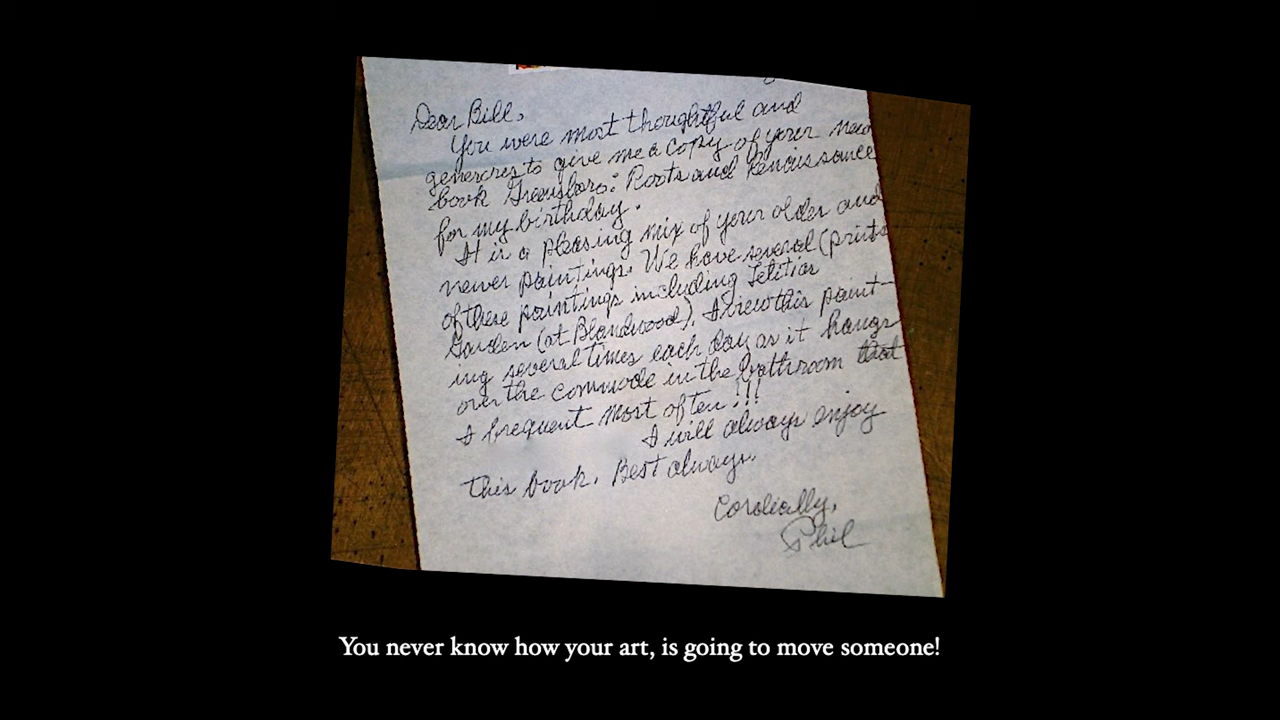 Dear Bill,
You were most thoughtful and
generous to give me a copy of your new
book Greensboro: Roots and Renaissance
for my birthday.
It is a pleasing mix of your older and
newer paintings. We have several (prints
of these paintings including Letitias
Garden (at Blandwood). I view this paint-
ing several times each day as it hangs
over the commode in the bathroom that
I frequent most often!!!
I will always enjoy
this book. Best always.
Cordially,
Phil
You never know how your art, is going to move someone!